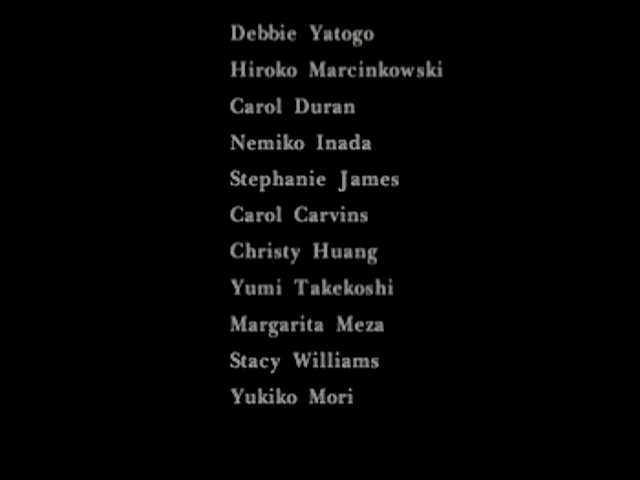 Debbie Yatogo
Hiroko Marcinkowski
Carol Duran
Nemiko Inada
Stephanie James
Carol Carvins
Christy Huang
Yumi Takekoshi
Margarita Meza
Stacy Williams
Yukiko Mori